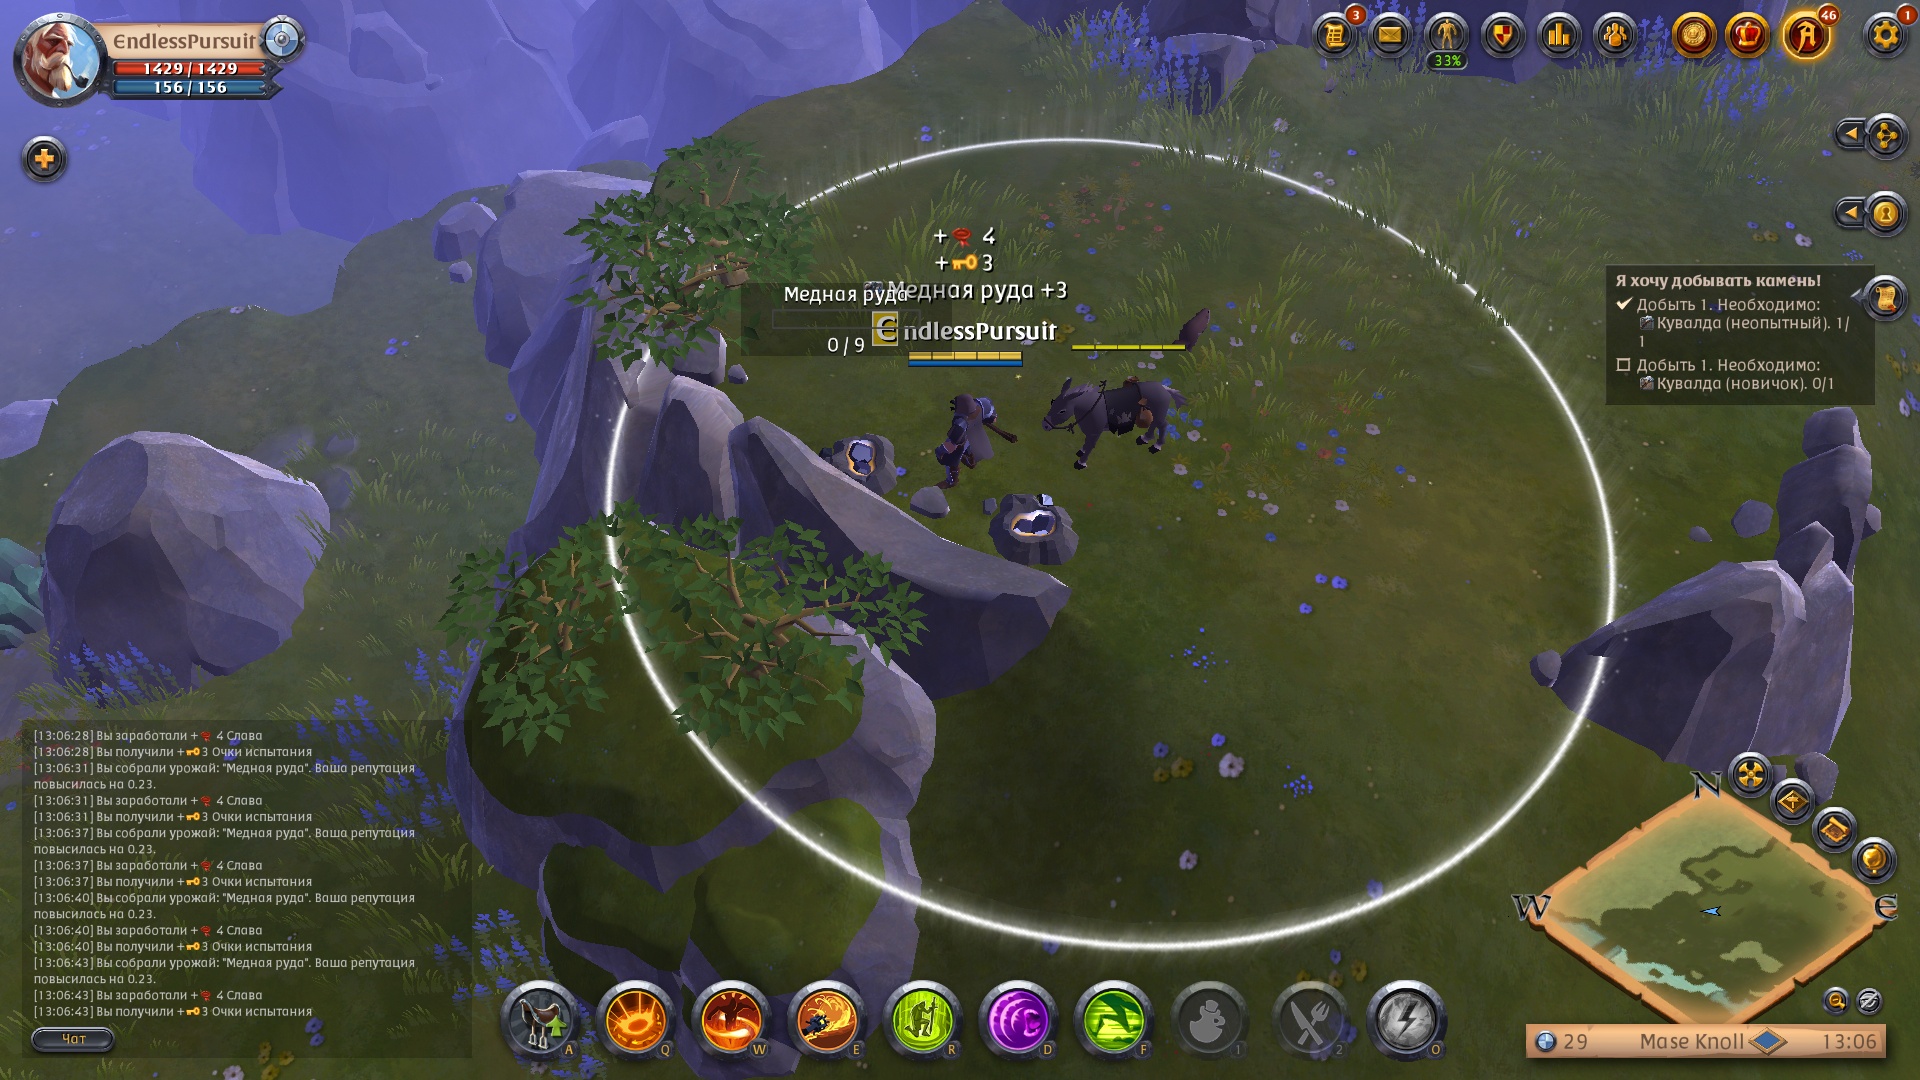 EndlessPursuit
1429 / 1429
156 / 156
3
33%
46
1
+ 4
+ 3
Медная руда +3
Медная руда
0 / 9
EndlessPursuit
Я хочу добывать камень!
Добыть 1. Необходимо:
Кувалда (неопытный). 1/
1
Добыть 1. Необходимо:
Кувалда (новичок). 0/1
[13:06:28] Вы заработали + 4 Слава
[13:06:28] Вы получили + 3 Очки испытания
[13:06:31] Вы собрали урожай: "Медная руда". Ваша репутация
повысилась на 0.23.
[13:06:31] Вы заработали + 4 Слава
[13:06:31] Вы получили + 3 Очки испытания
[13:06:37] Вы собрали урожай: "Медная руда". Ваша репутация
повысилась на 0.23.
[13:06:37] Вы заработали + 4 Слава
[13:06:37] Вы получили + 3 Очки испытания
[13:06:40] Вы собрали урожай: "Медная руда". Ваша репутация
повысилась на 0.23.
[13:06:40] Вы заработали + 4 Слава
[13:06:40] Вы получили + 3 Очки испытания
[13:06:43] Вы собрали урожай: "Медная руда". Ваша репутация
повысилась на 0.23.
[13:06:43] Вы заработали + 4 Слава
[13:06:43] Вы получили + 3 Очки испытания
Чат
A Q W E R D F 1 2 O
N
W E
29 Mase Knoll 13:06